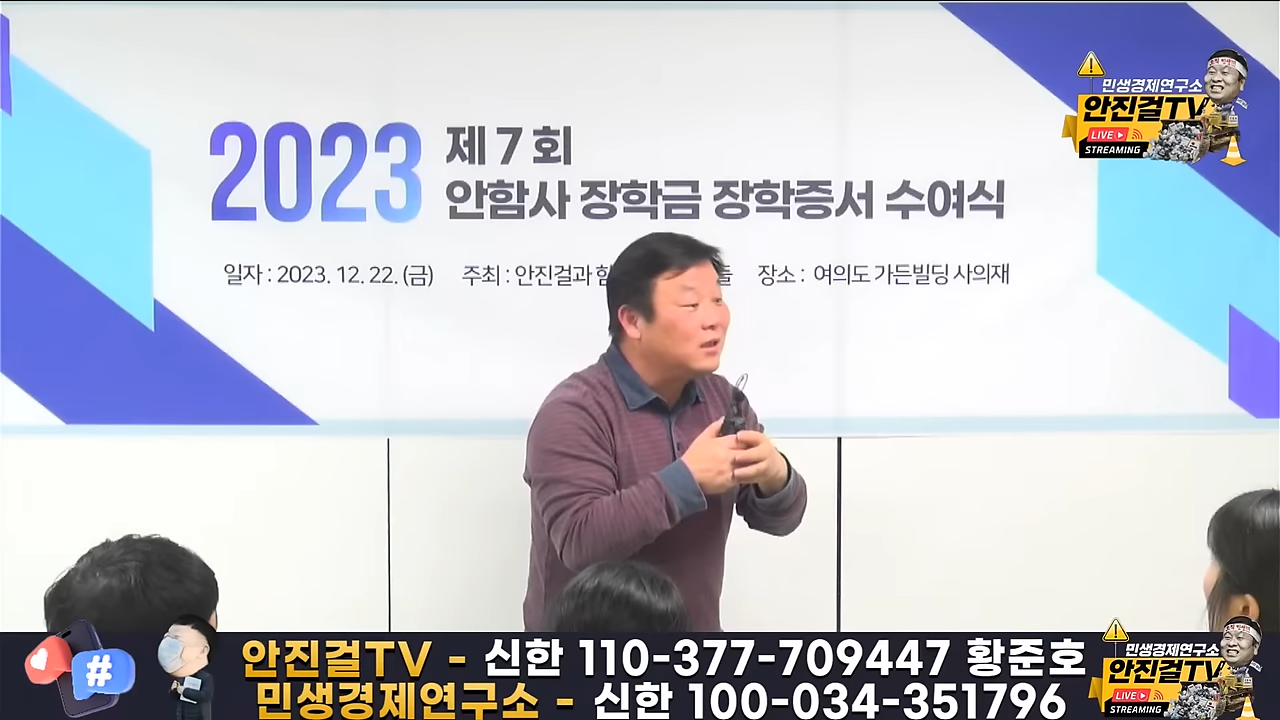 2023 제7회
안함사 장학금 장학증서 수여식
일자 : 2023. 12. 22. (금) 주최 : 안진걸과 함 들 장소 : 여의도 가든빌딩 사의재
민생경제연구소
안진걸TV
LIVE
STREAMING
안진걸TV - 신한 110-377-709447 황준호
민생경제연구소 - 신한 100-034-351796
#
민생경제연구소
안진걸TV
LIVE
STREAMING